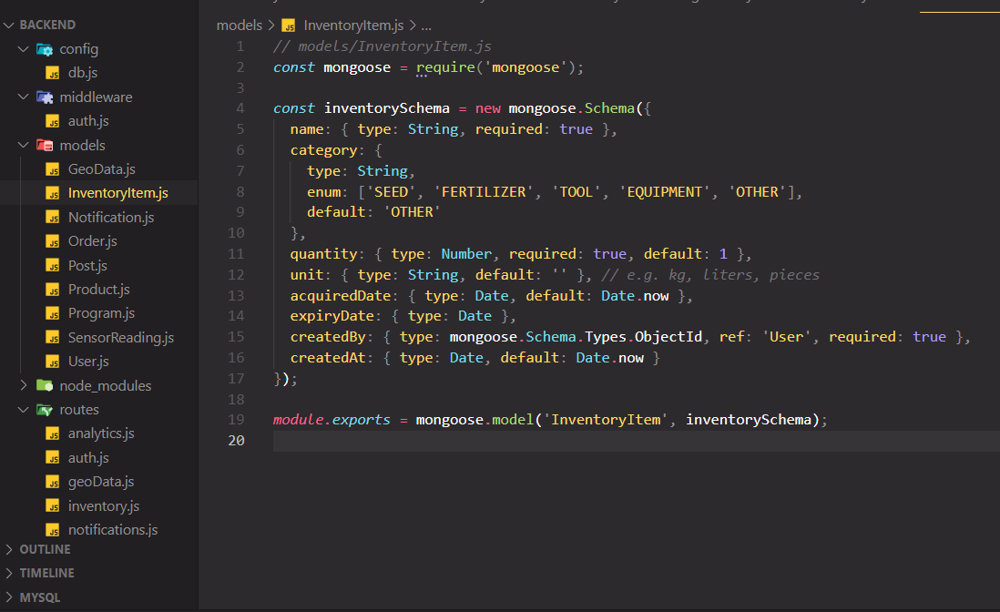 BACKEND
config
db.js
middleware
auth.js
models
GeoData.js
InventoryItem.js
Notification.js
Order.js
Post.js
Product.js
Program.js
SensorReading.js
User.js
node_modules
routes
analytics.js
auth.js
geoData.js
inventory.js
notifications.js
OUTLINE
TIMELINE
MYSQL
models > JS InventoryItem.js > ...
1 // models/InventoryItem.js
2 const mongoose = require('mongoose');
3
4 const inventorySchema = new mongoose.Schema({
5   name: { type: String, required: true },
6   category: {
7     type: String,
8     enum: ['SEED', 'FERTILIZER', 'TOOL', 'EQUIPMENT', 'OTHER'],
9     default: 'OTHER'
10   },
11   quantity: { type: Number, required: true, default: 1 },
12   unit: { type: String, default: '' }, // e.g. kg, liters, pieces
13   acquiredDate: { type: Date, default: Date.now },
14   expiryDate: { type: Date },
15   createdBy: { type: mongoose.Schema.Types.ObjectId, ref: 'User', required: true },
16   createdAt: { type: Date, default: Date.now }
17 });
18
19 module.exports = mongoose.model('InventoryItem', inventorySchema);
20